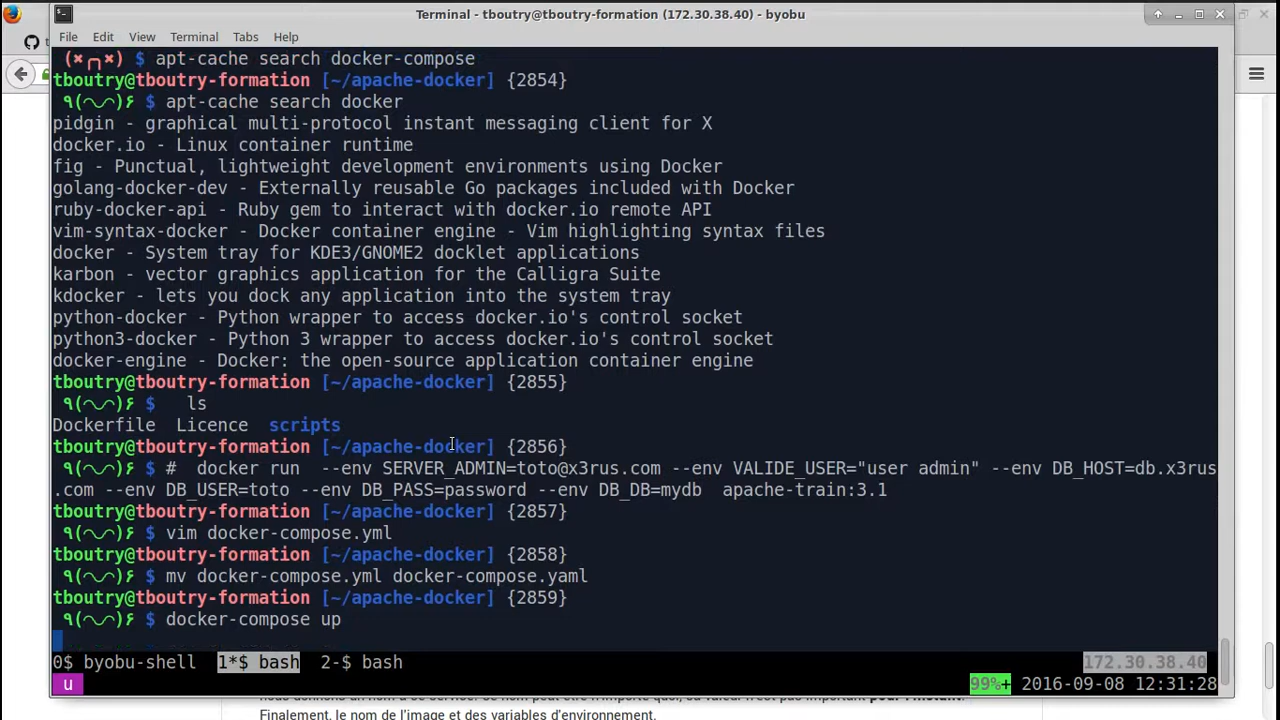 Terminal - tboutry@tboutry-formation (172.30.38.40) - byobu
File Edit View Terminal Tabs Help
(✖╭╮✖) $ apt-cache search docker-compose
tboutry@tboutry-formation [~/apache-docker] {2854}
٩(◠◡◠)۶ $ apt-cache search docker
pidgin - graphical multi-protocol instant messaging client for X
docker.io - Linux container runtime
fig - Punctual, lightweight development environments using Docker
golang-docker-dev - Externally reusable Go packages included with Docker
ruby-docker-api - Ruby gem to interact with docker.io remote API
vim-syntax-docker - Docker container engine - Vim highlighting syntax files
docker - System tray for KDE3/GNOME2 docklet applications
karbon - vector graphics application for the Calligra Suite
kdocker - lets you dock any application into the system tray
python-docker - Python wrapper to access docker.io's control socket
python3-docker - Python 3 wrapper to access docker.io's control socket
docker-engine - Docker: the open-source application container engine
tboutry@tboutry-formation [~/apache-docker] {2855}
٩(◠◡◠)۶ $ ls
Dockerfile Licence scripts
tboutry@tboutry-formation [~/apache-docker] {2856}
٩(◠◡◠)۶ $ # docker run --env SERVER_ADMIN=toto@x3rus.com --env VALIDE_USER="user admin" --env DB_HOST=db.x3rus
.com --env DB_USER=toto --env DB_PASS=password --env DB_DB=mydb apache-train:3.1
tboutry@tboutry-formation [~/apache-docker] {2857}
٩(◠◡◠)۶ $ vim docker-compose.yml
tboutry@tboutry-formation [~/apache-docker] {2858}
٩(◠◡◠)۶ $ mv docker-compose.yml docker-compose.yaml
tboutry@tboutry-formation [~/apache-docker] {2859}
٩(◠◡◠)۶ $ docker-compose up
0$ byobu-shell 1*$ bash 2-$ bash 172.30.38.40
u 99%+ 2016-09-08 12:31:28
Finalement, le nom de l'image et des variables d'environnement.